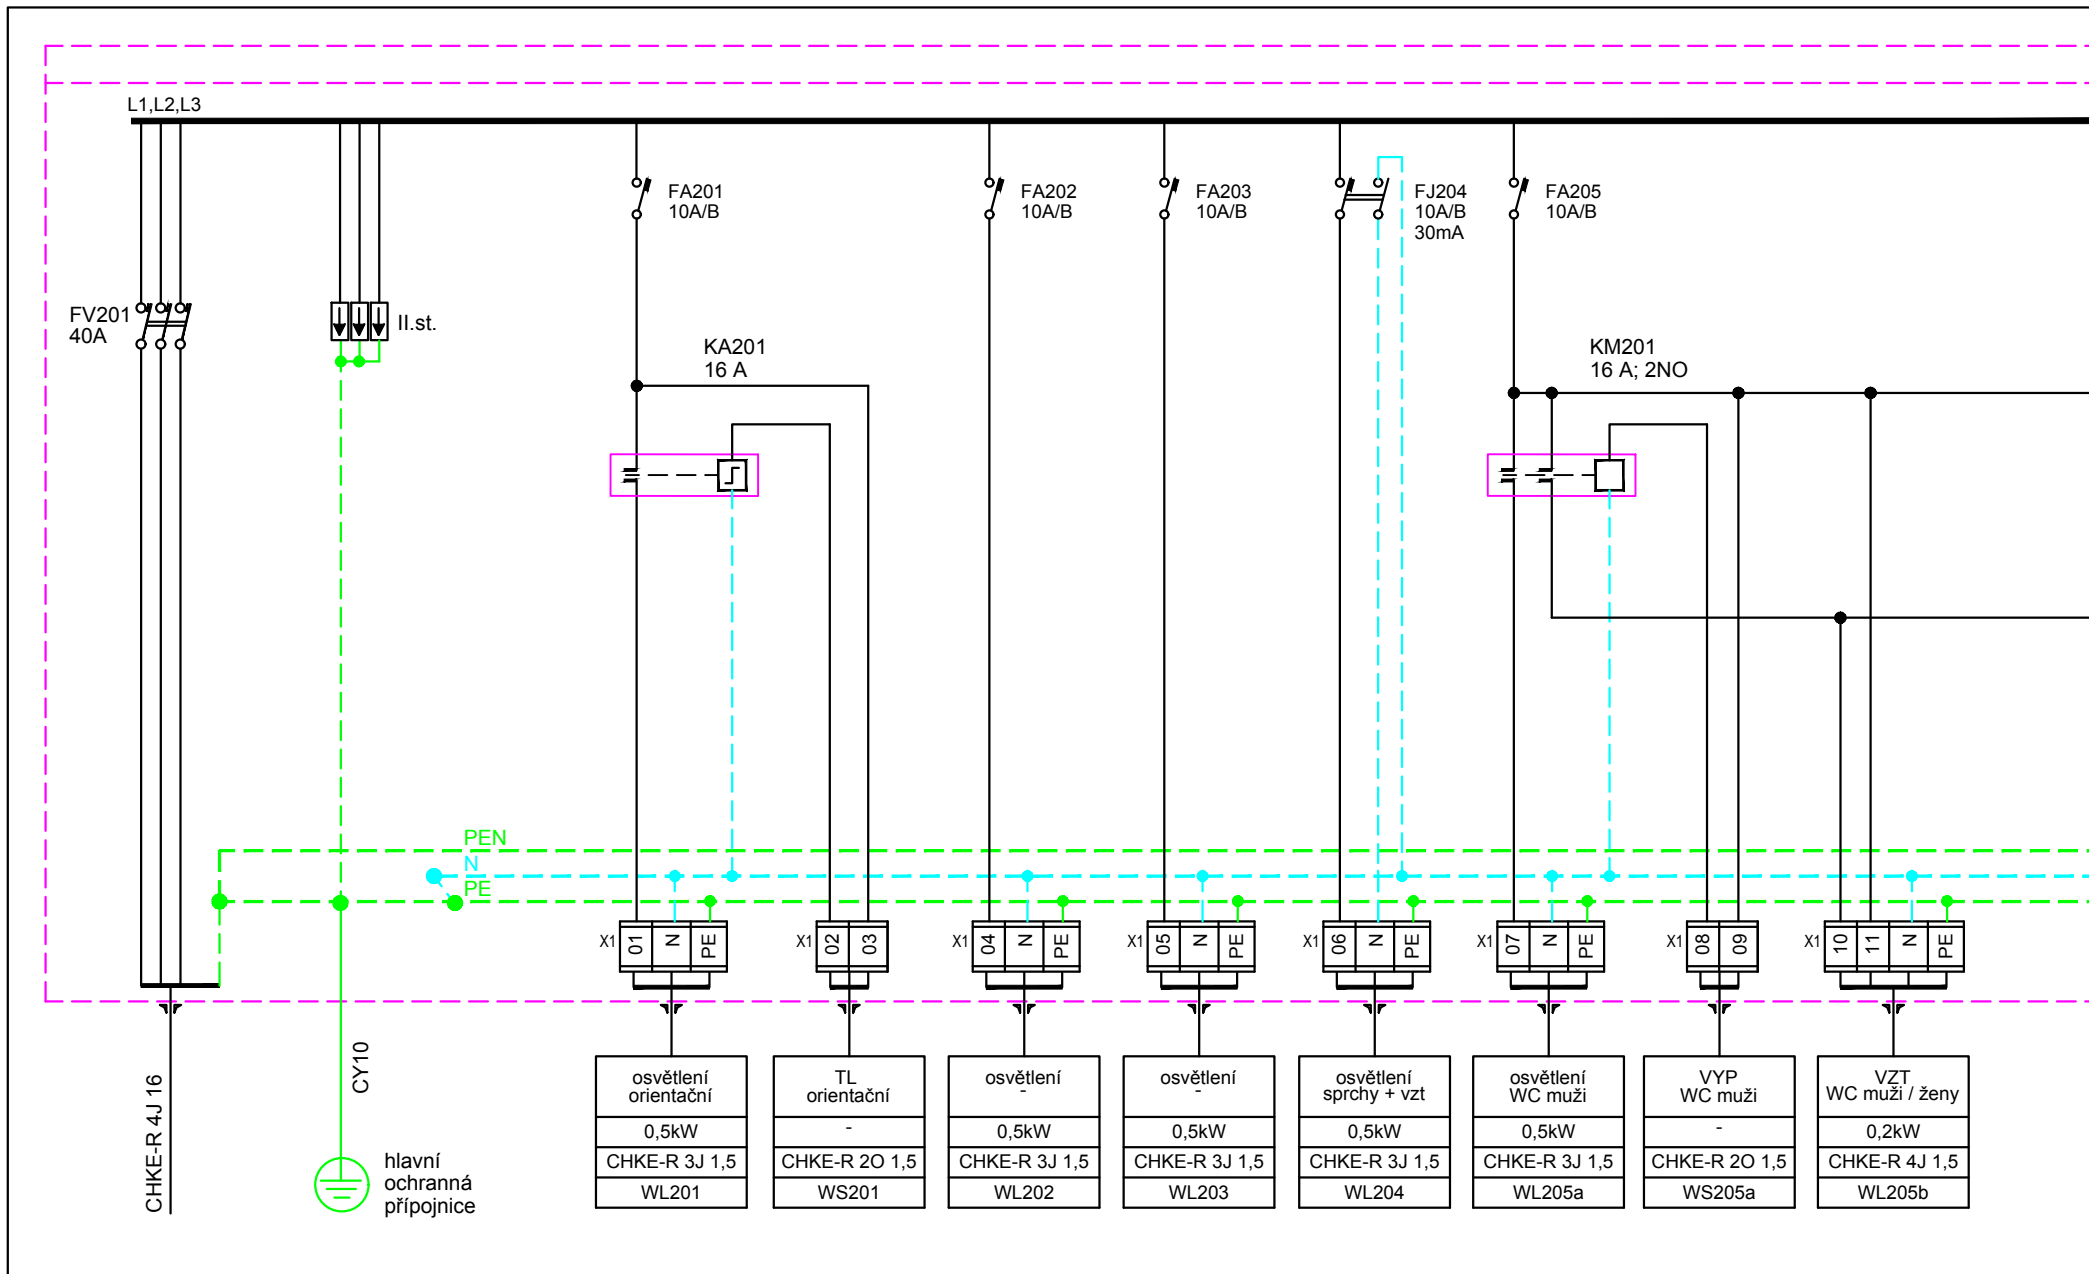 L1,L2,L3
FV201
40A
II.st.
FA201
10A/B
FA202
10A/B
FA203
10A/B
FJ204
10A/B
30mA
FA205
10A/B
KA201
16 A
KM201
16 A; 2NO
PEN
N
PE
X1 01 N PE
X1 02 03
X1 04 N PE
X1 05 N PE
X1 06 N PE
X1 07 N PE
X1 08 09
X1 10 11 N PE
CHKE-R 4J 16
CY10
hlavní
ochranná
přípojnice
osvětlení
orientační
0,5kW
CHKE-R 3J 1,5
WL201
TL
orientační
-
CHKE-R 2O 1,5
WS201
osvětlení
-
0,5kW
CHKE-R 3J 1,5
WL202
osvětlení
-
0,5kW
CHKE-R 3J 1,5
WL203
osvětlení
sprchy + vzt
0,5kW
CHKE-R 3J 1,5
WL204
osvětlení
WC muži
0,5kW
CHKE-R 3J 1,5
WL205a
VYP
WC muži
-
CHKE-R 2O 1,5
WS205a
VZT
WC muži / ženy
0,2kW
CHKE-R 4J 1,5
WL205b